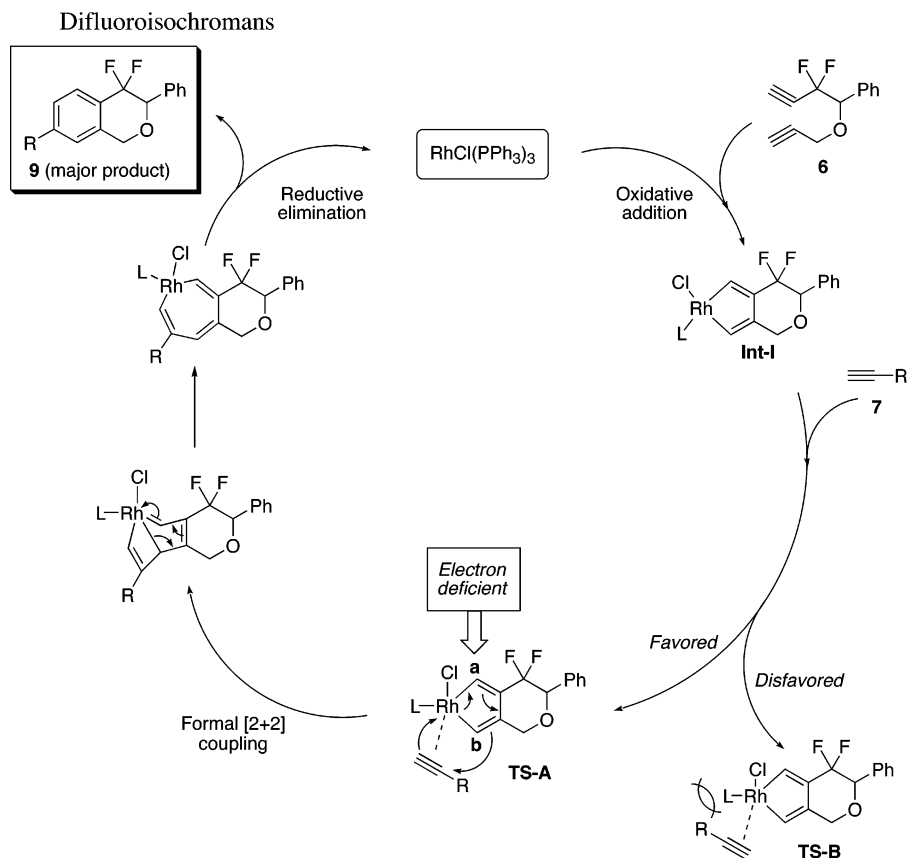 Difluoroisochromans
F F
Ph
O
R
9 (major product)
RhCl(PPh3)3
F F
Ph
O
6
Reductive
elimination
Oxidative
addition
Cl
L
Rh
F F
Ph
O
R
Cl
Rh
L
F F
Ph
O
Int-I
R
7
Cl
L
Rh
F F
Ph
O
R
Electron
deficient
Favored
Disfavored
Formal [2+2]
coupling
a
Cl
L
Rh
b
F F
Ph
O
R
TS-A
Cl
L
Rh
F F
Ph
O
R
TS-B